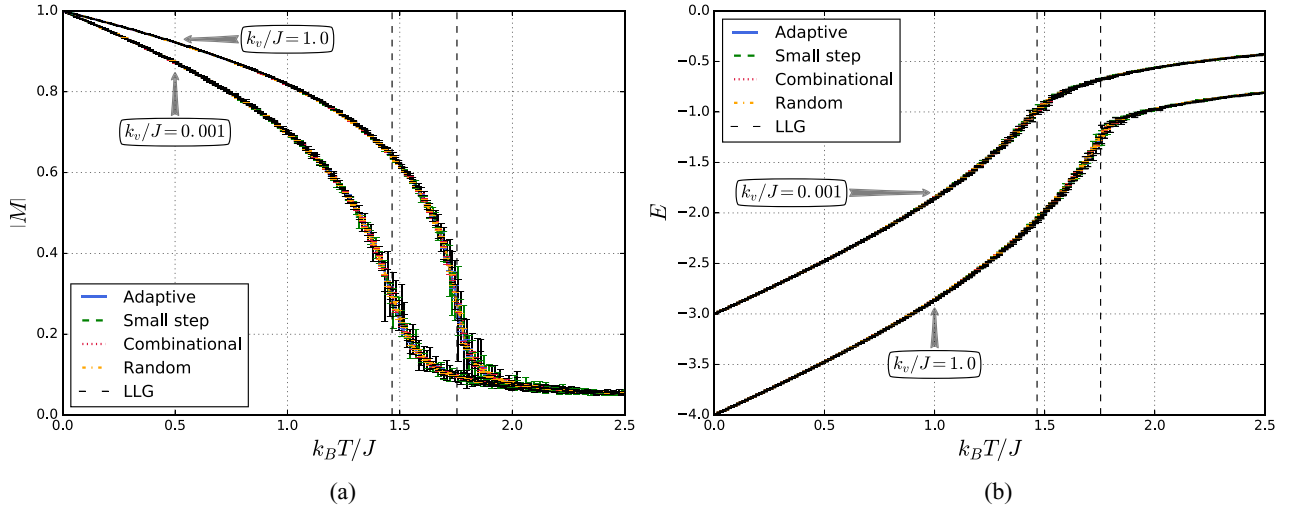 1.0
0.8
0.6
0.4
0.2
0.0
|M|
k_v/J = 1.0
k_v/J = 0.001
Adaptive
Small step
Combinational
Random
LLG
0.0 0.5 1.0 1.5 2.0 2.5
k_BT/J
(a)
0.0
−0.5
−1.0
−1.5
−2.0
−2.5
−3.0
−3.5
−4.0
E
Adaptive
Small step
Combinational
Random
LLG
k_v/J = 0.001
k_v/J = 1.0
0.0 0.5 1.0 1.5 2.0 2.5
k_BT/J
(b)